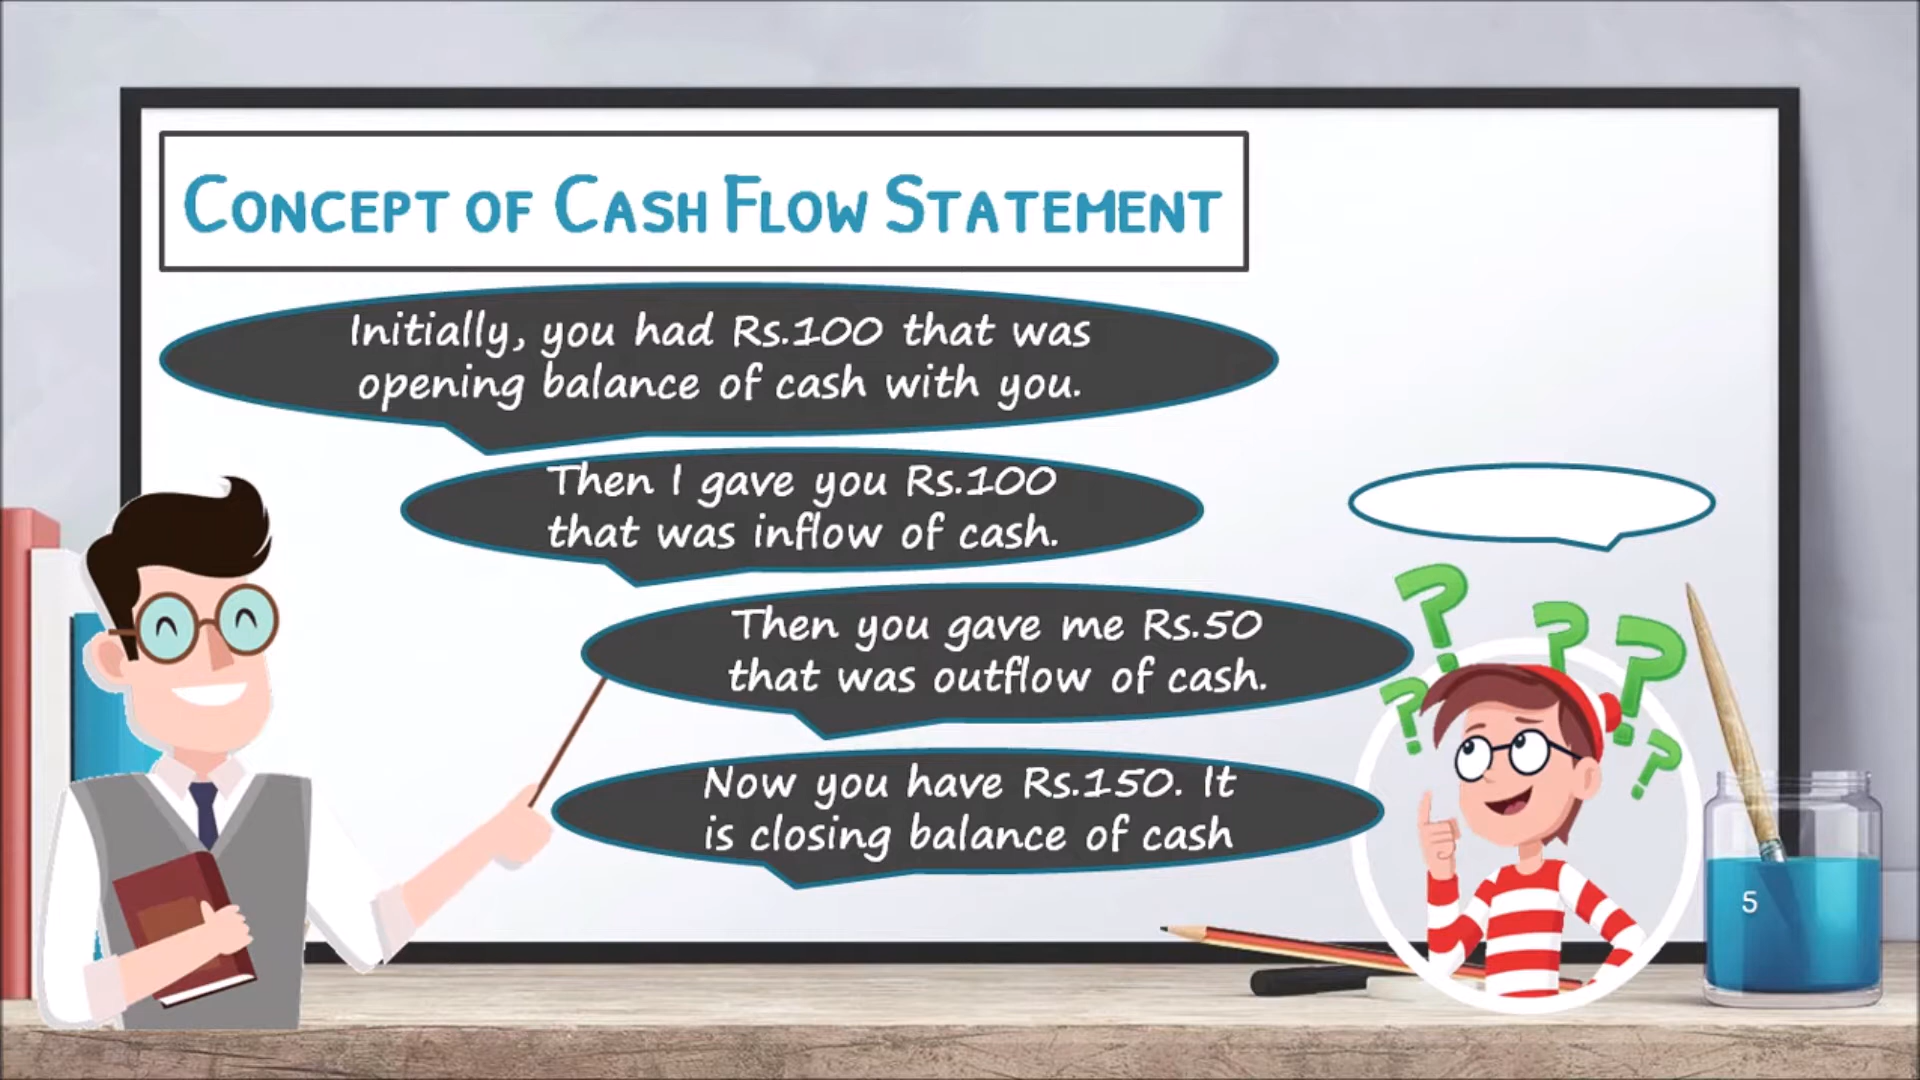 Concept of Cash Flow Statement
Initially, you had Rs.100 that was
opening balance of cash with you.
Then I gave you Rs.100
that was inflow of cash.
Then you gave me Rs.50
that was outflow of cash.
Now you have Rs.150. It
is closing balance of cash
5